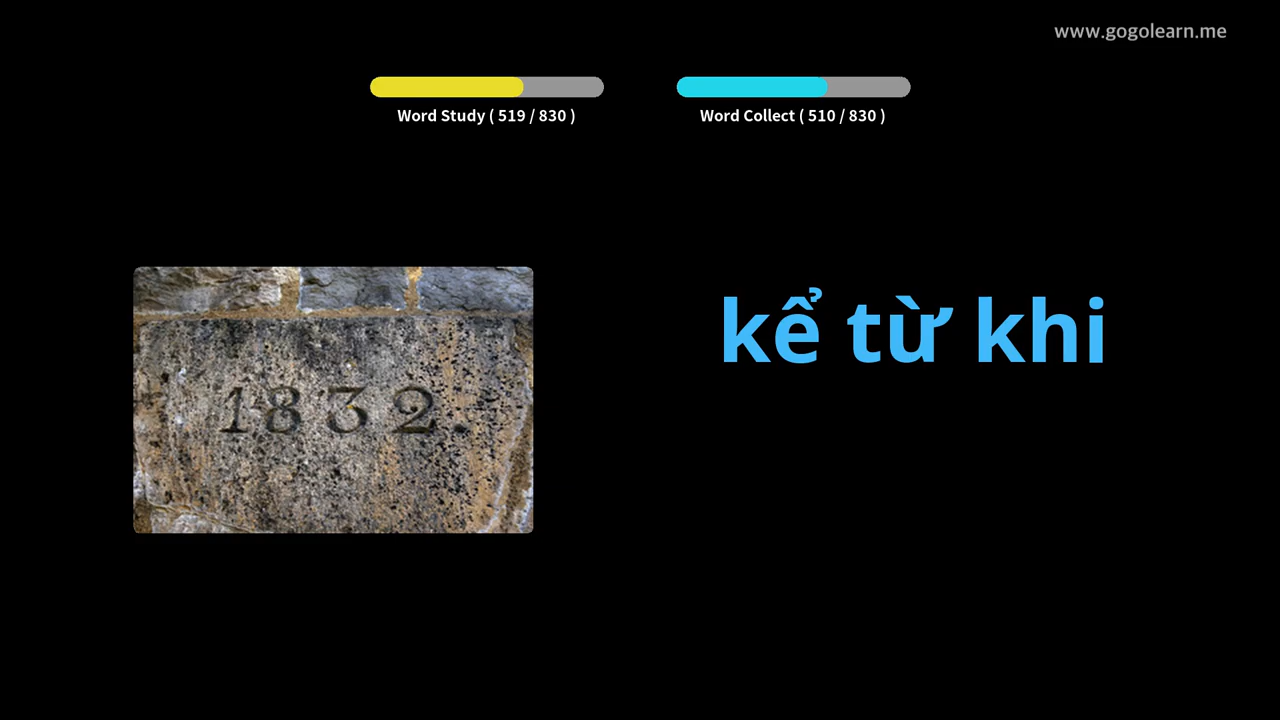 www.gogolearn.me
Word Study ( 519 / 830 )
Word Collect ( 510 / 830 )
kể từ khi
1832.